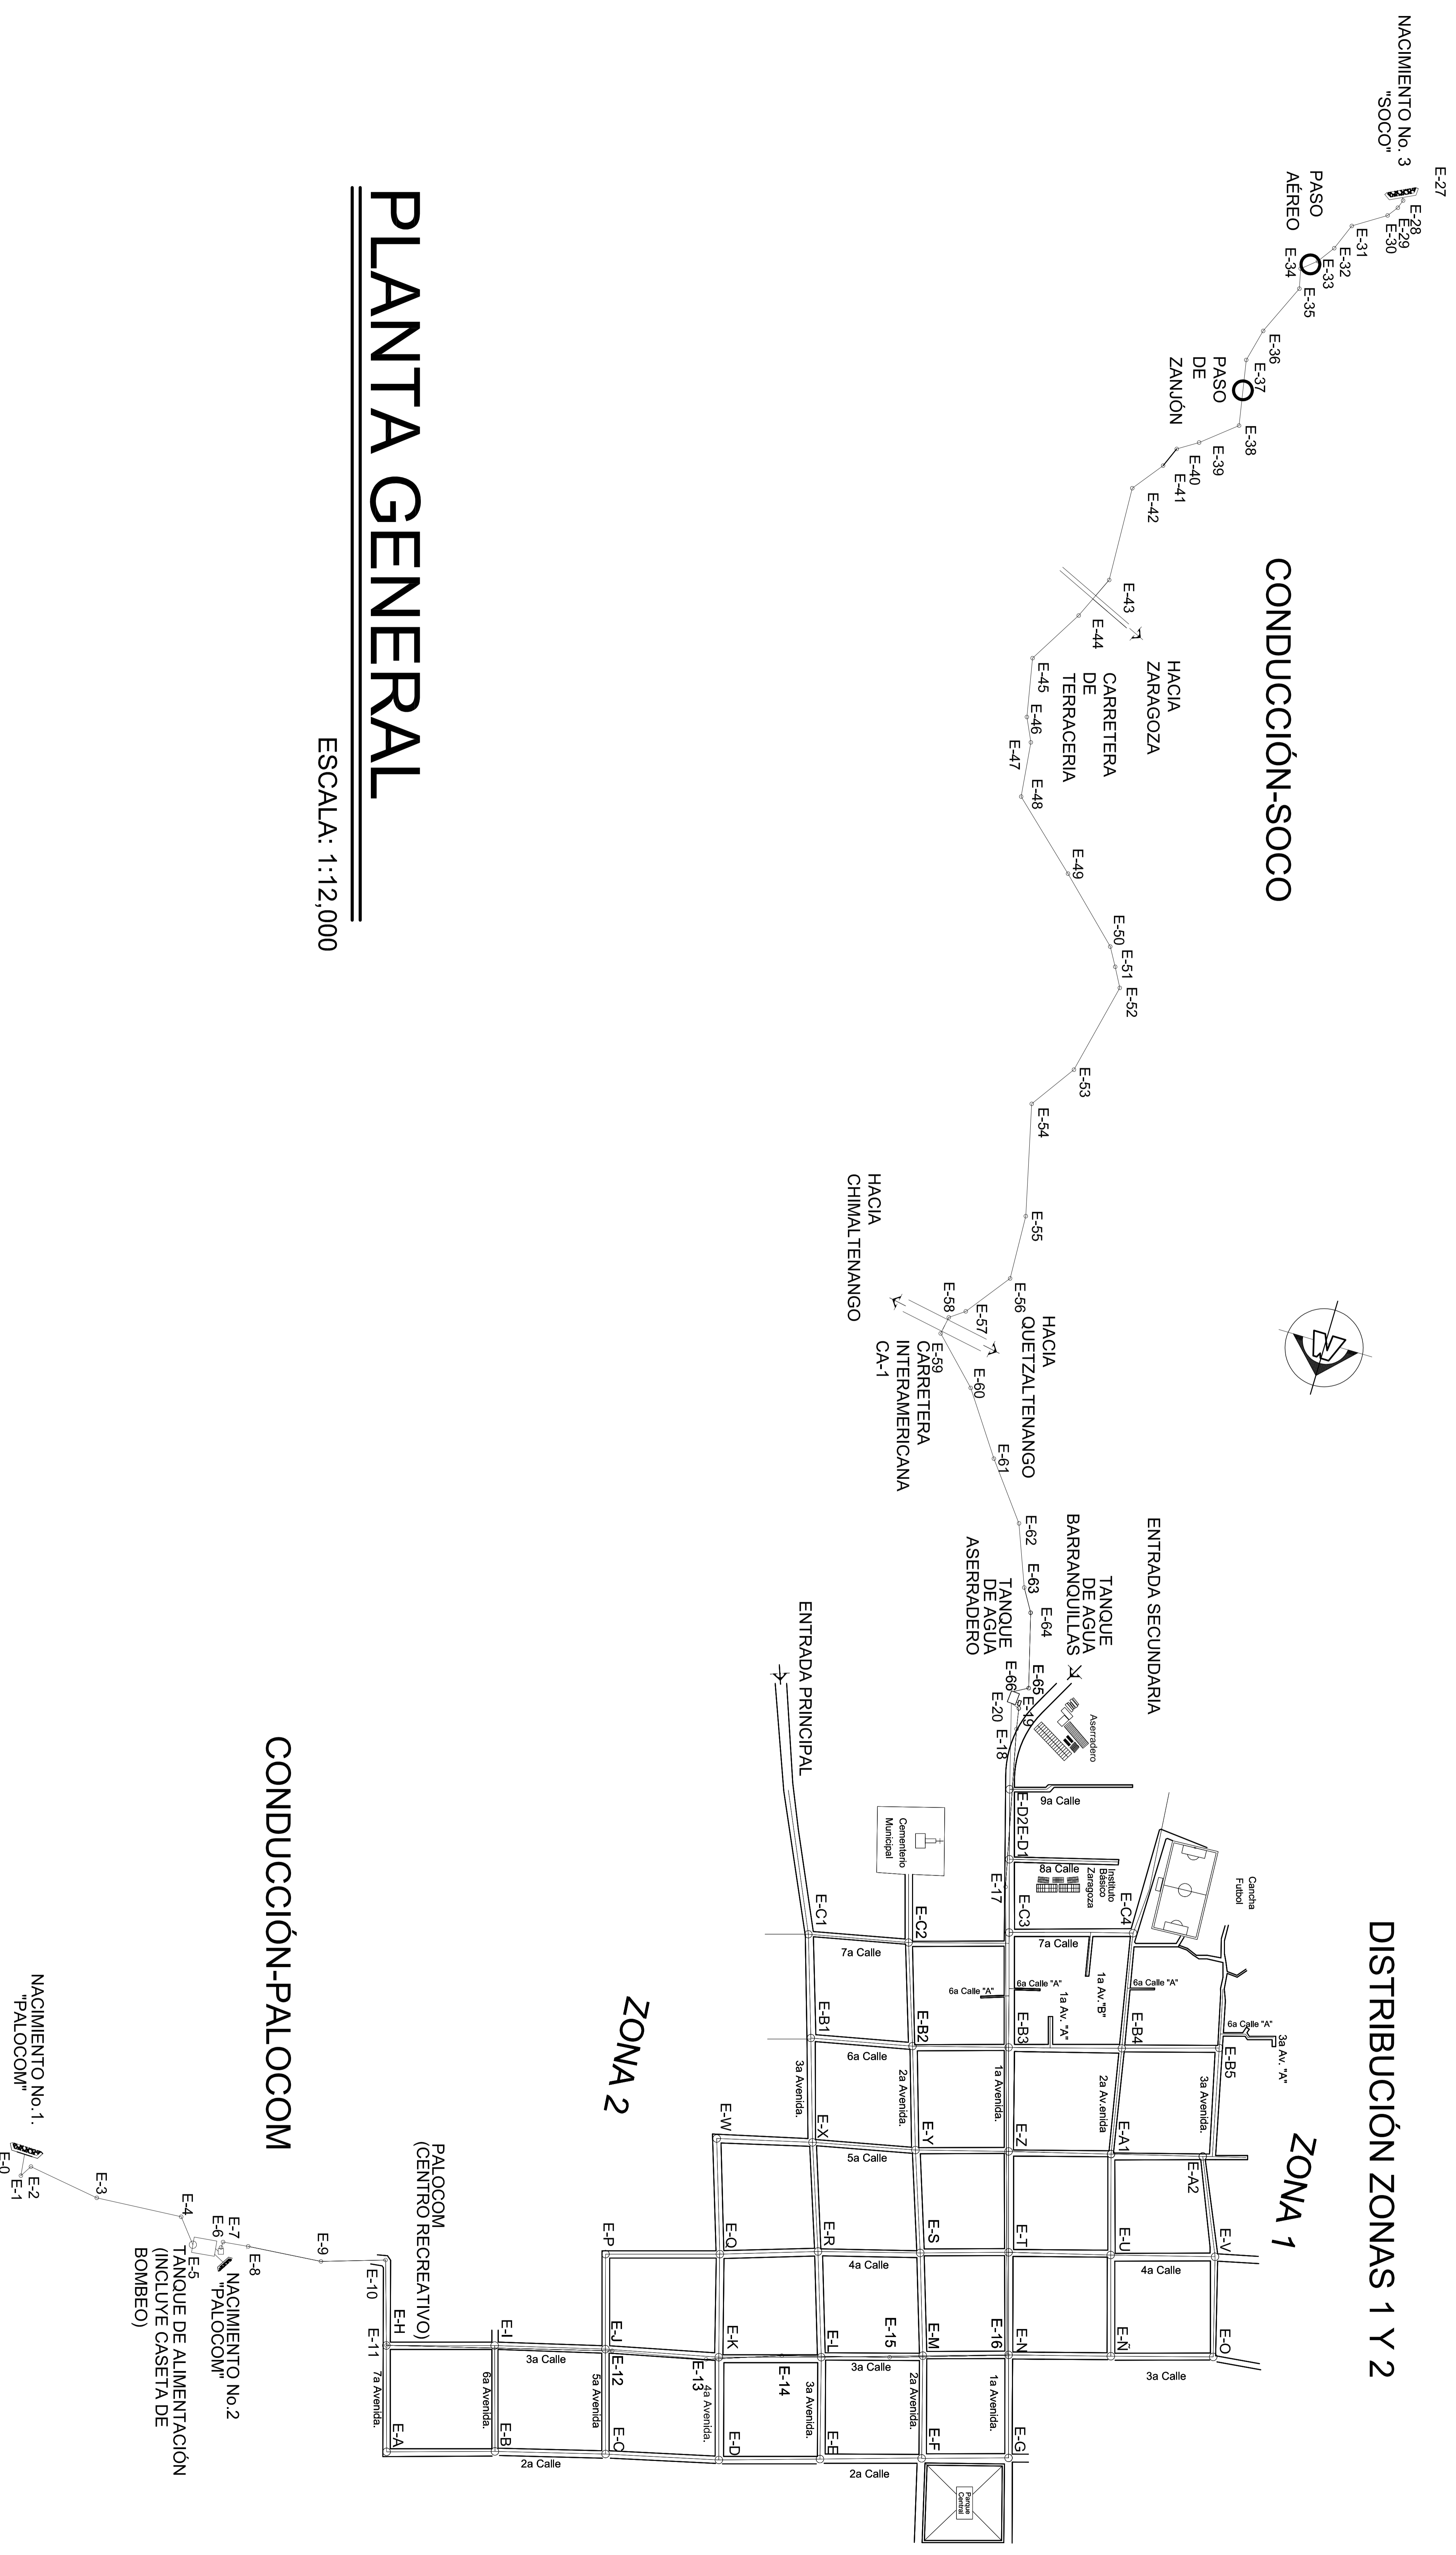 NACIMIENTO No. 3
"SOCO"
E-27
E-28
E-29
E-30
E-31
E-32
E-33
PASO
AÉREO
E-34
E-35
E-36
E-37
PASO
DE
ZANJÓN
E-38
E-39
E-40
E-41
E-42
CONDUCCIÓN-SOCO
E-43
E-44
HACIA
ZARAGOZA
CARRETERA
DE
TERRACERIA
E-45
E-46
E-47
E-48
E-49
E-50
E-51
E-52
E-53
E-54
E-55
E-56
E-57
E-58
E-59
HACIA
CHIMALTENANGO
HACIA
QUETZALTENANGO
CARRETERA
INTERAMERICANA
CA-1
E-60
E-61
E-62
E-63
E-64
E-65
E-66
N
ENTRADA SECUNDARIA
TANQUE
DE AGUA
BARRANQUILLAS
TANQUE
DE AGUA
ASERRADERO
E-20
E-19
E-18
Aserradero
ENTRADA PRINCIPAL
DISTRIBUCIÓN ZONAS 1 Y 2
E-D2
E-D1
9a Calle
8a Calle
Instituto
Básico
Zaragoza
Cancha
Futbol
Cementerio
Municipal
E-17
E-C1
E-C2
E-C3
E-C4
7a Calle
7a Calle
6a Calle "A"
6a Calle "A"
6a Calle "A"
6a Calle "A"
1a Av."B"
1a Av. "A"
3a Av. "A"
E-B1
E-B2
E-B3
E-B4
E-B5
6a Calle
3a Avenida.
2a Avenida.
1a Avenida.
2a Av.enida
3a Avenida.
ZONA 1
ZONA 2
E-W
E-X
E-Y
E-Z
E-A1
E-A2
5a Calle
E-P
E-Q
E-R
E-S
E-T
E-U
E-V
4a Calle
4a Calle
E-H
E-I
E-J
E-K
E-L
E-15
E-M
E-16
E-N
E-Ñ
E-O
E-11
E-12
E-13
E-14
3a Calle
3a Calle
3a Calle
7a Avenida.
6a Avenida.
5a Avenida
4a Avenida.
3a Avenida.
2a Avenida.
1a Avenida.
E-A
E-B
E-C
E-D
E-E
E-F
E-G
2a Calle
2a Calle
Parque
Central
CONDUCCIÓN-PALOCOM
PALOCOM
(CENTRO RECREATIVO)
NACIMIENTO No.1.
"PALOCOM"
E-0
E-1
E-2
E-3
E-4
E-5
E-6
E-7
E-8
E-9
E-10
NACIMIENTO No.2
"PALOCOM"
TANQUE DE ALIMENTACIÓN
(INCLUYE CASETA DE
BOMBEO)
PLANTA GENERAL
ESCALA: 1:12,000